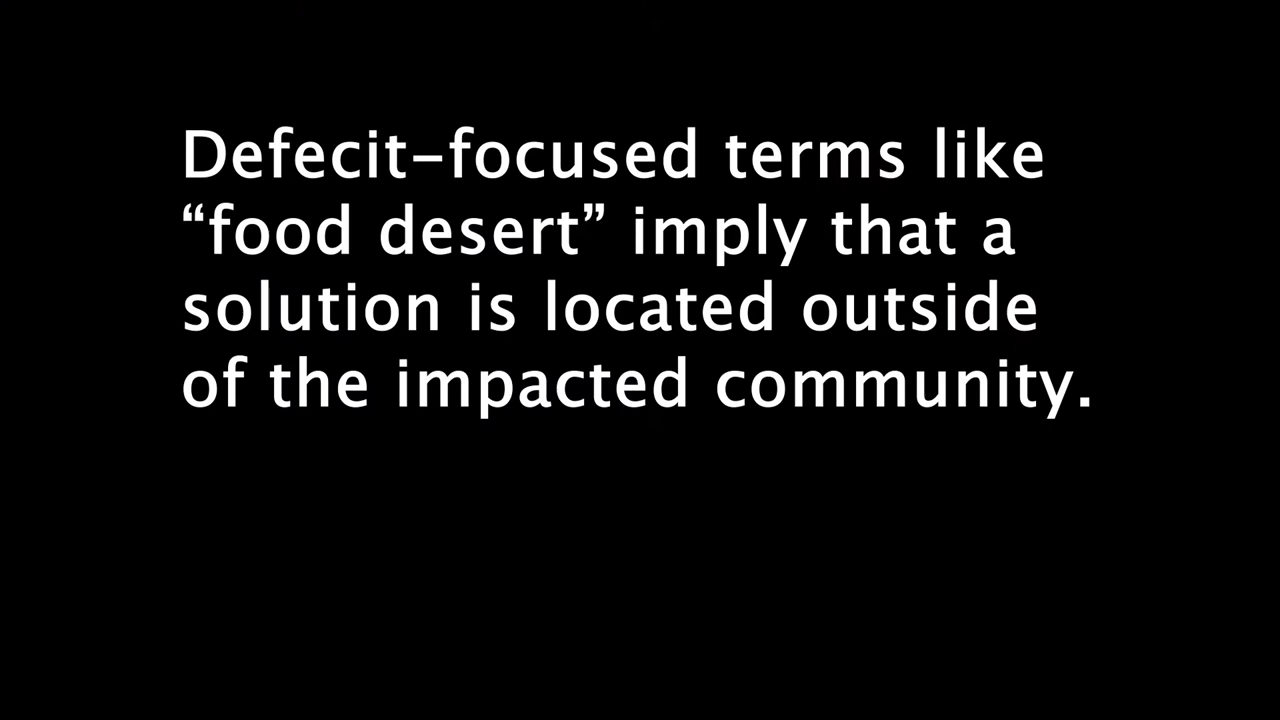 Defecit-focused terms like
“food desert” imply that a
solution is located outside
of the impacted community.